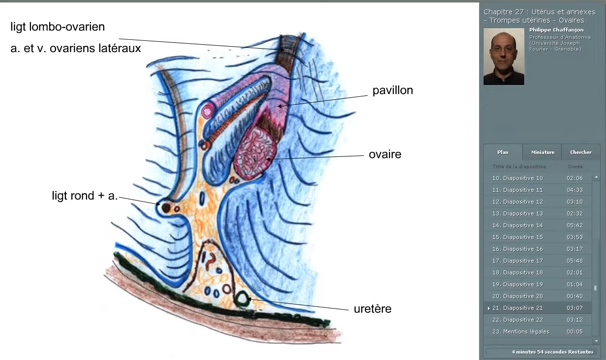 ligt lombo-ovarien
a. et v. ovariens latéraux
pavillon
ovaire
ligt rond + a.
uretère
Chapitre 27 : Utérus et annexes
- Trompes utérines - Ovaires
Philippe Chaffanjon
Professeur d'Anatomie
(Université Joseph
Fourier - Grenoble)
Plan Miniature Chercher
Titre de la diapositive Durée
10. Diapositive 10 02:06
11. Diapositive 11 04:33
12. Diapositive 12 03:18
13. Diapositive 13 02:32
14. Diapositive 14 05:42
15. Diapositive 15 03:53
16. Diapositive 16 03:17
17. Diapositive 17 05:48
18. Diapositive 18 02:01
19. Diapositive 19 01:04
20. Diapositive 20 00:40
21. Diapositive 21 03:07
22. Diapositive 22 03:12
23. Mentions légales 00:05
4 minutes 54 secondes Restantes